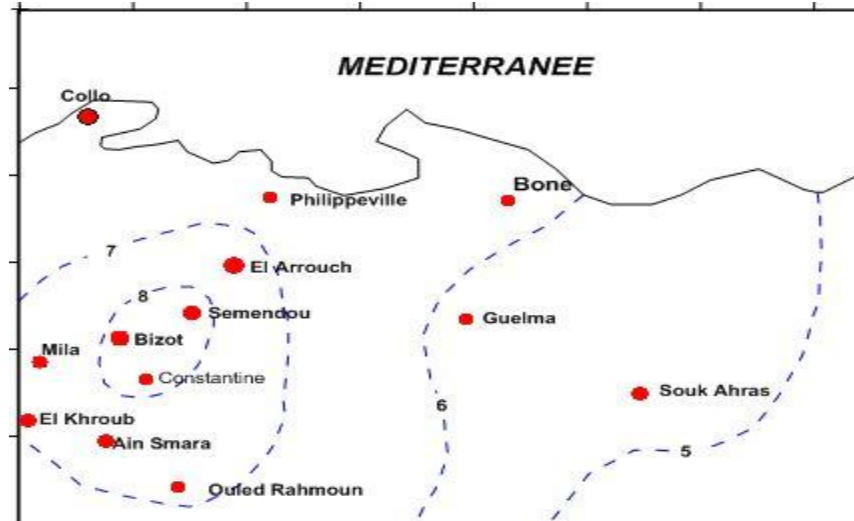 MEDITERRANEE
Collo
Bone
Philippeville
7
El Arrouch
8
Semendou
Guelma
Bizot
Mila
Constantine
Souk Ahras
6
El Khroub
Ain Smara
5
Ouled Rahmoun